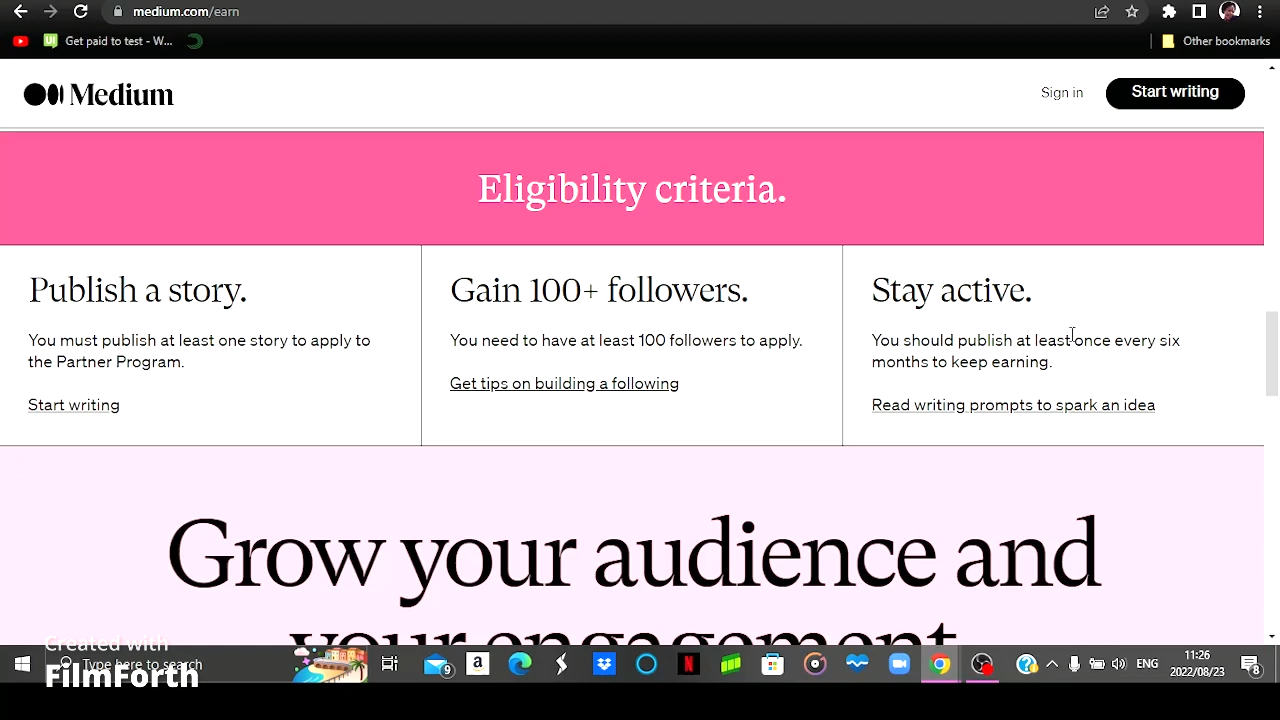 medium.com/earn
Get paid to test - W...
Other bookmarks
Medium
Sign in
Start writing
Eligibility criteria.
Publish a story.
You must publish at least one story to apply to
the Partner Program.
Start writing
Gain 100+ followers.
You need to have at least 100 followers to apply.
Get tips on building a following
Stay active.
You should publish at least once every six
months to keep earning.
Read writing prompts to spark an idea
Grow your audience and
your engagement
Created with
FilmForth
Type here to search
9
a
N
ENG
11:26
2022/08/23
8